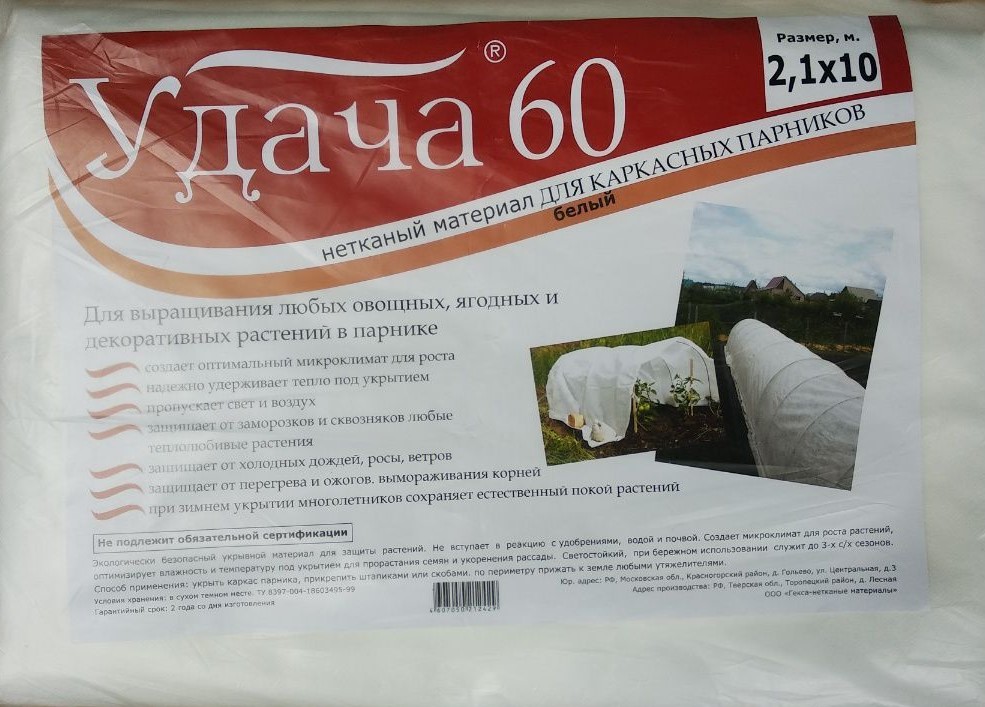 Удача® 60
Размер, м.
2,1х10
нетканый материал ДЛЯ КАРКАСНЫХ ПАРНИКОВ
белый
Для выращивания любых овощных, ягодных и
декоративных растений в парнике
создает оптимальный микроклимат для роста
надежно удерживает тепло под укрытием
пропускает свет и воздух
защищает от заморозков и сквозняков любые
теплолюбивые растения
защищает от холодных дождей, росы, ветров
защищает от перегрева и ожогов. вымораживания корней
при зимнем укрытии многолетников сохраняет естественный покой растений
Не подлежит обязательной сертификации
Экологически безопасный укрывной материал для защиты растений. Не вступает в реакцию с удобрениями, водой и почвой. Создает микроклимат для роста растений,
оптимизирует влажность и температуру под укрытием для прорастания семян и укоренения рассады. Светостойкий, при бережном использовании служит до 3-х с/х сезонов.
Способ применения: укрыть каркас парника, прикрепить штапиками или скобами. по периметру прижать к земле любыми утяжелителями.
Условия хранения: в сухом темном месте. ТУ 8397-004-18603495-99
Гарантийный срок: 2 года со дня изготовления
4607050212429
Юр. адрес: РФ, Московская обл., Красногорский район, д. Гольево, ул. Центральная, д.3
Адрес производства: РФ, Тверская обл., Торопецкий район, д. Лесная
ООО «Гекса-нетканые материалы»